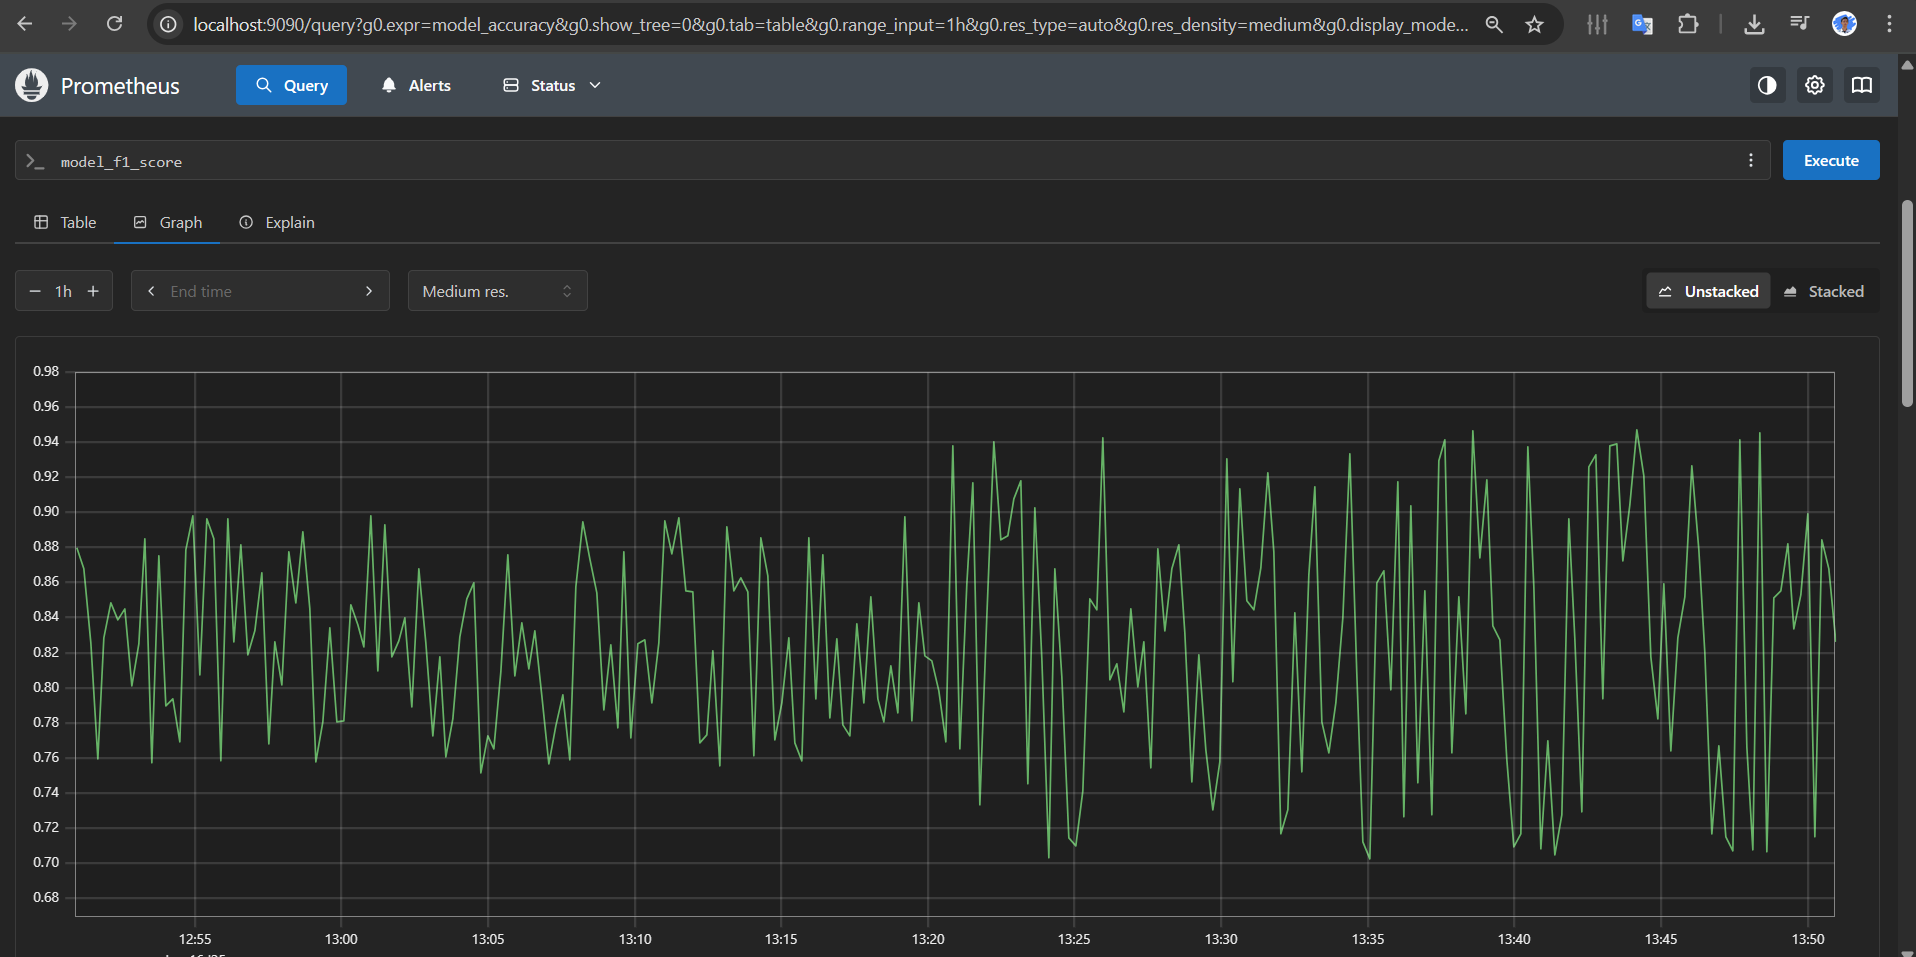 localhost:9090/query?g0.expr=model_accuracy&g0.show_tree=0&g0.tab=table&g0.range_input=1h&g0.res_type=auto&g0.res_density=medium&g0.display_mode...
Prometheus Query Alerts Status
model_f1_score Execute
Table Graph Explain
1h End time Medium res. Unstacked Stacked
0.98
0.96
0.94
0.92
0.90
0.88
0.86
0.84
0.82
0.80
0.78
0.76
0.74
0.72
0.70
0.68
12:55 13:00 13:05 13:10 13:15 13:20 13:25 13:30 13:35 13:40 13:45 13:50